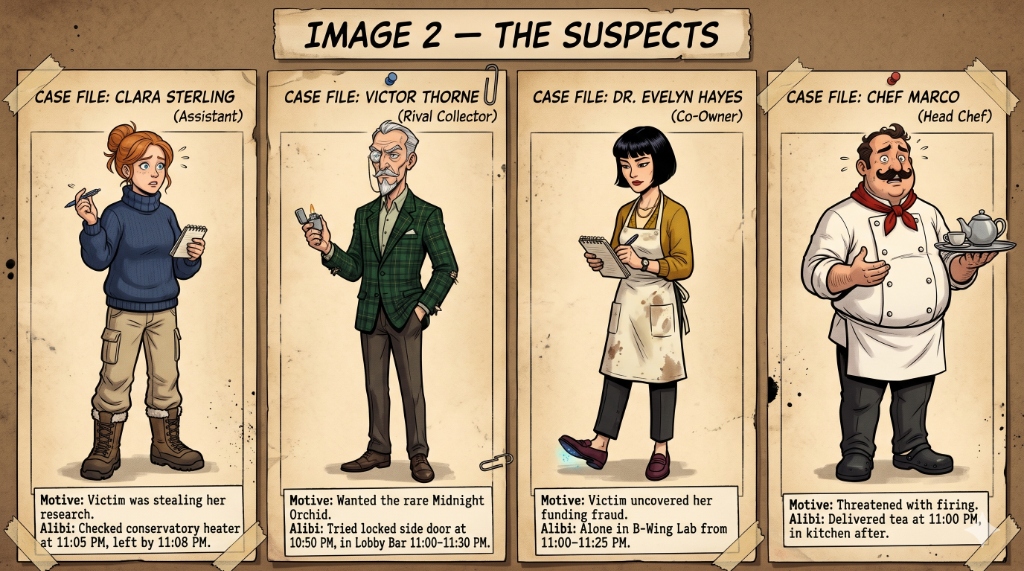 IMAGE 2 — THE SUSPECTS
CASE FILE: CLARA STERLING
(Assistant)
Motive: Victim was stealing her
research.
Alibi: Checked conservatory heater
at 11:05 PM, left by 11:08 PM.
CASE FILE: VICTOR THORNE
(Rival Collector)
Motive: Wanted the rare Midnight
Orchid.
Alibi: Tried locked side door at
10:50 PM, in Lobby Bar 11:00–11:30 PM.
CASE FILE: DR. EVELYN HAYES
(Co-Owner)
Motive: Victim uncovered her
funding fraud.
Alibi: Alone in B-Wing Lab from
11:00–11:25 PM.
CASE FILE: CHEF MARCO
(Head Chef)
Motive: Threatened with firing.
Alibi: Delivered tea at 11:00 PM,
in kitchen after.